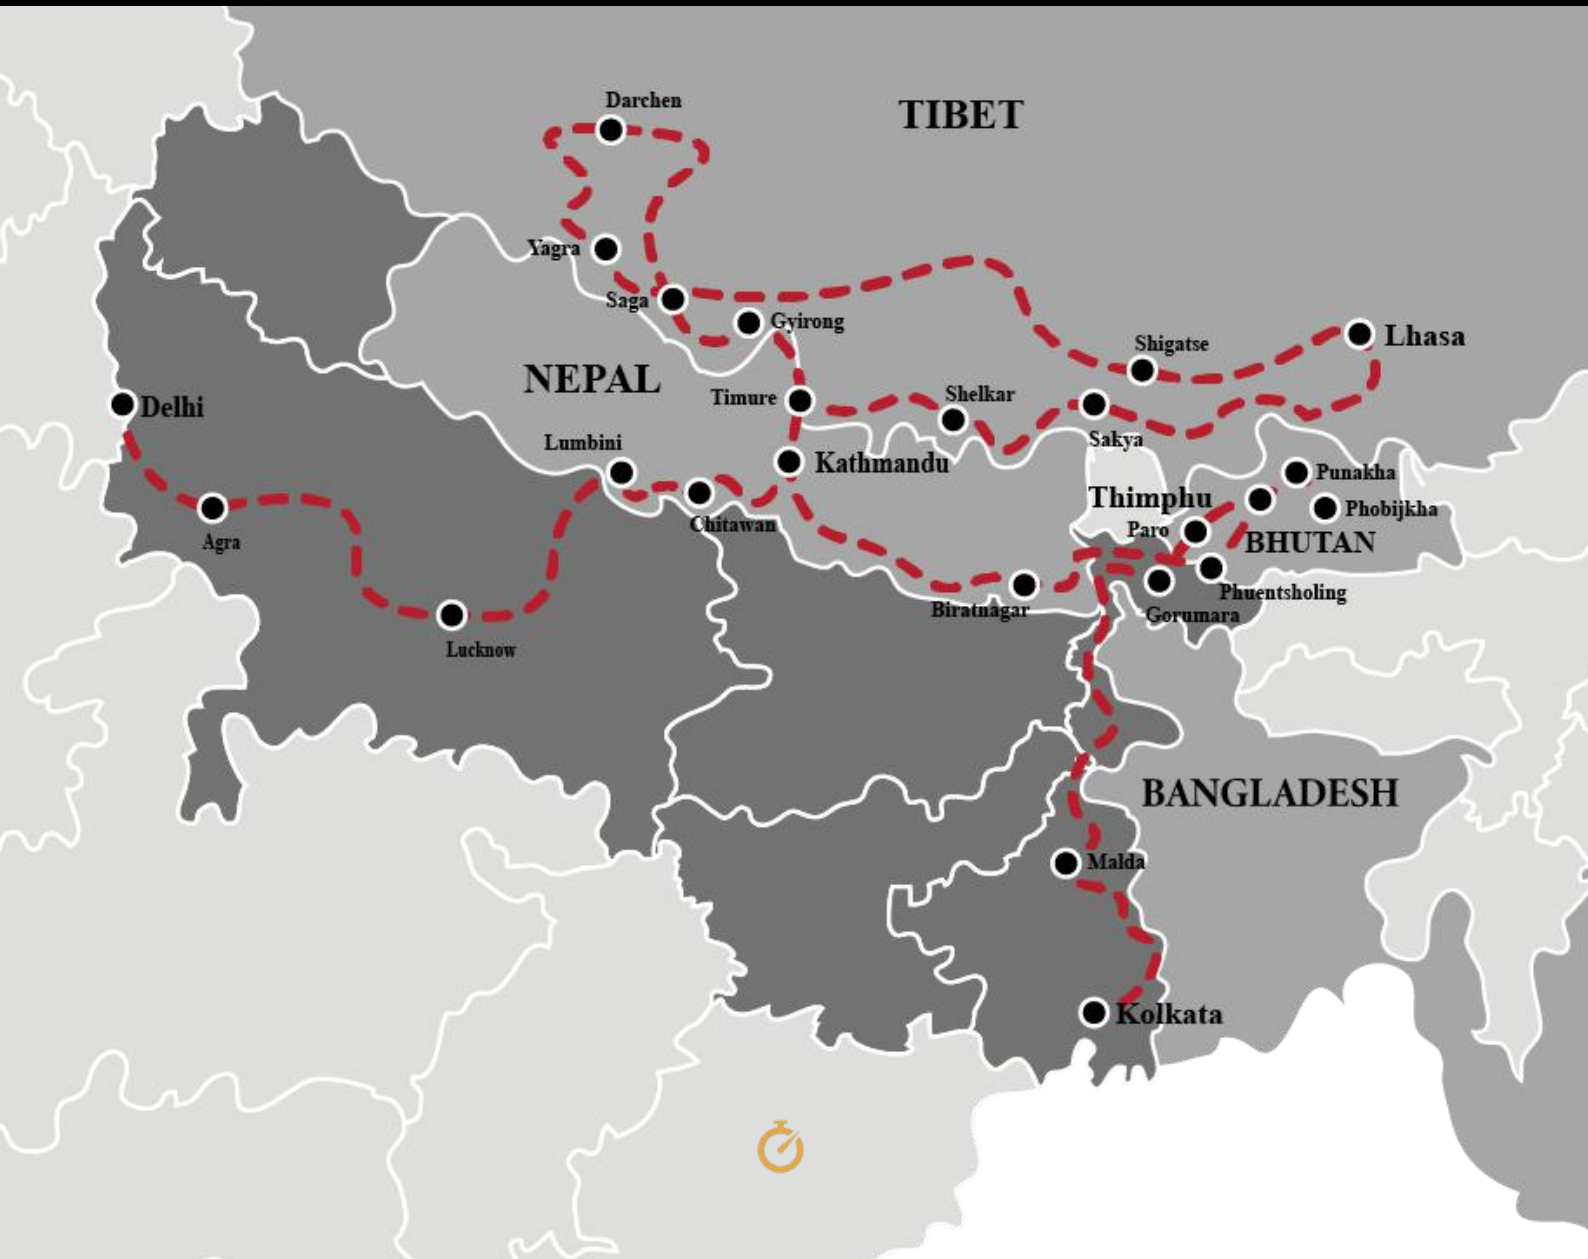 Darchen
TIBET
Yagra
Saga
Gyirong
Lhasa
Shigatse
NEPAL
Timure
Shelkar
Delhi
Sakya
Lumbini
Kathmandu
Punakha
Thimphu
Phobijkha
Chitawan
Paro
BHUTAN
Agra
Phuentsholing
Biratnagar
Gorumara
Lucknow
BANGLADESH
Malda
Kolkata